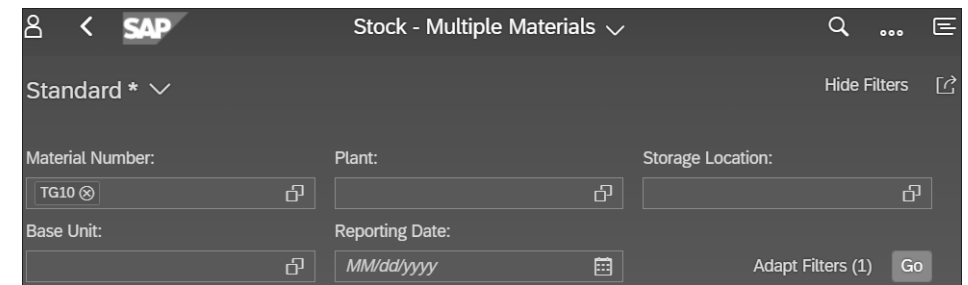 SAP Stock - Multiple Materials
Standard * Hide Filters
Material Number: Plant: Storage Location:
TG10
Base Unit: Reporting Date:
MM/dd/yyyy Adapt Filters (1) Go